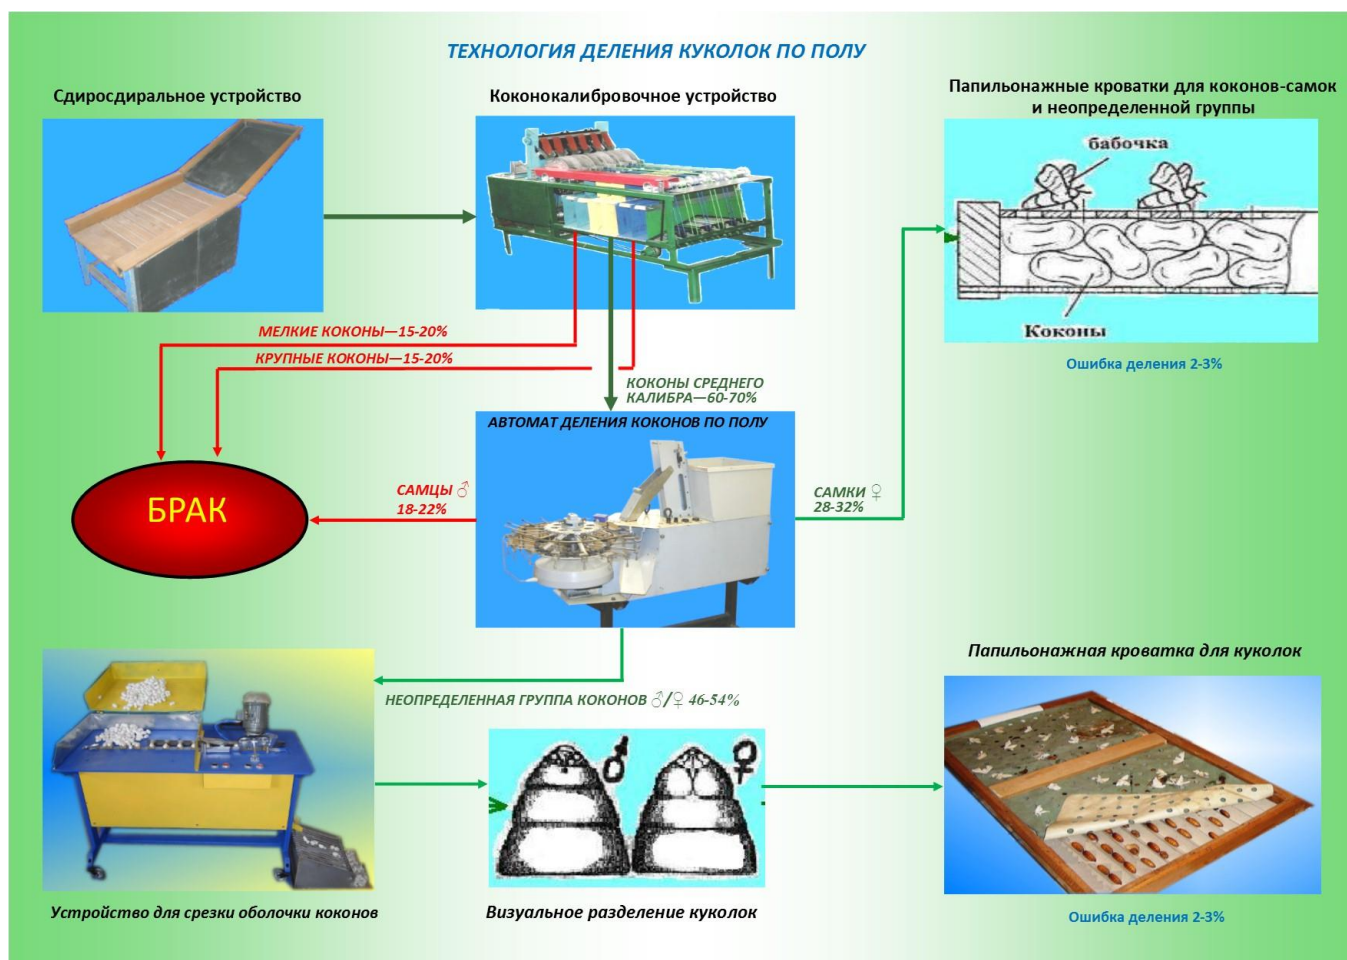 ТЕХНОЛОГИЯ ДЕЛЕНИЯ КУКОЛОК ПО ПОЛУ
Сдиросдиральное устройство
Кококалибровочное устройство
Папильонажные кроватки для коконов-самок
и неопределенной группы
бабочка
Коконы
Ошибка деления 2-3%
МЕЛКИЕ КОКОНЫ—15-20%
КРУПНЫЕ КОКОНЫ—15-20%
КОКОНЫ СРЕДНЕГО
КАЛИБРА—60-70%
АВТОМАТ ДЕЛЕНИЯ КОКОНОВ ПО ПОЛУ
БРАК
САМЦЫ ♂
18-22%
САМКИ ♀
28-32%
НЕОПРЕДЕЛЕННАЯ ГРУППА КОКОНОВ ♂/♀ 46-54%
Папильонажная кроватка для куколок
♂ ♀
Устройство для срезки оболочки коконов
Визуальное разделение куколок
Ошибка деления 2-3%